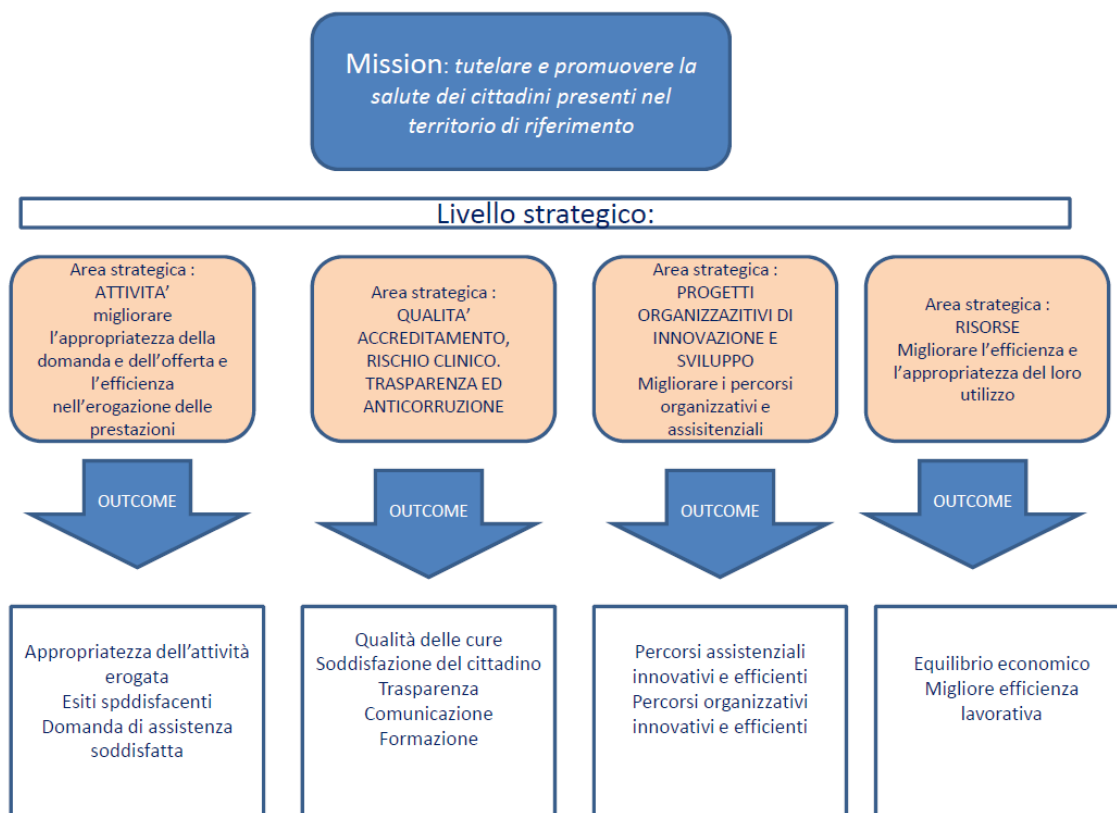 Mission: tutelare e promuovere la
salute dei cittadini presenti nel
territorio di riferimento
Livello strategico:
Area strategica :
ATTIVITA’
migliorare
l’appropriatezza della
domanda e dell’offerta e
l’efficienza
nell’erogazione delle
prestazioni
Area strategica :
QUALITA’
ACCREDITAMENTO,
RISCHIO CLINICO.
TRASPARENZA ED
ANTICORRUZIONE
Area strategica :
PROGETTI
ORGANIZZAZITIVI DI
INNOVAZIONE E
SVILUPPO
Migliorare i percorsi
organizzativi e
assisitenziali
Area strategica :
RISORSE
Migliorare l’efficienza e
l’appropriatezza del loro
utilizzo
OUTCOME
OUTCOME
OUTCOME
OUTCOME
Appropriatezza dell’attività
erogata
Esiti spddisfacenti
Domanda di assistenza
soddisfatta
Qualità delle cure
Soddisfazione del cittadino
Trasparenza
Comunicazione
Formazione
Percorsi assistenziali
innovativi e efficienti
Percorsi organizzativi
innovativi e efficienti
Equilibrio economico
Migliore efficienza
lavorativa